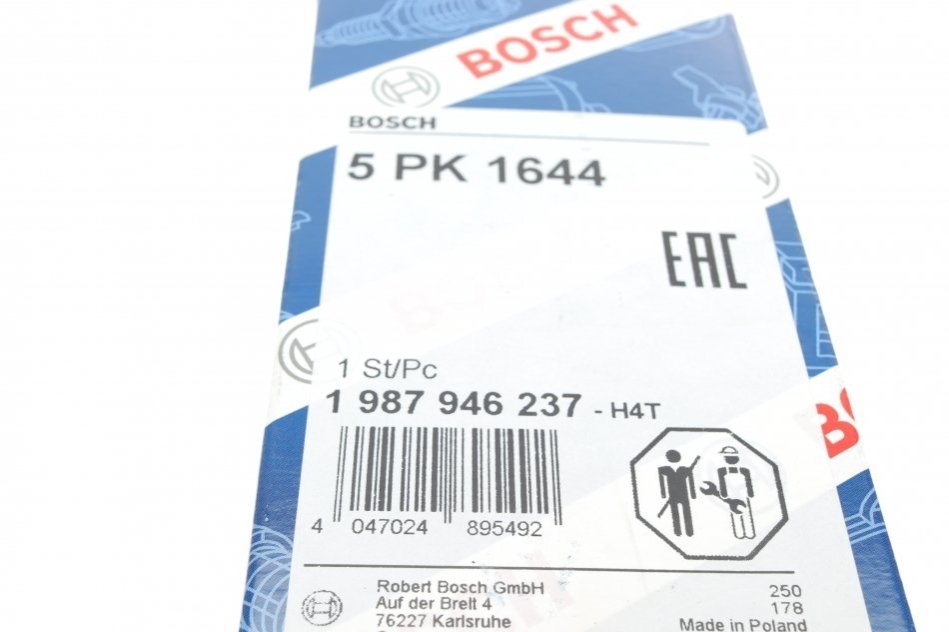 BOSCH
BOSCH
5 PK 1644
EAC
1 St/Pc
1 987 946 237 - H4T
4 047024 895492
Robert Bosch GmbH
Auf der Breit 4
76227 Karlsruhe
250
178
Made in Poland